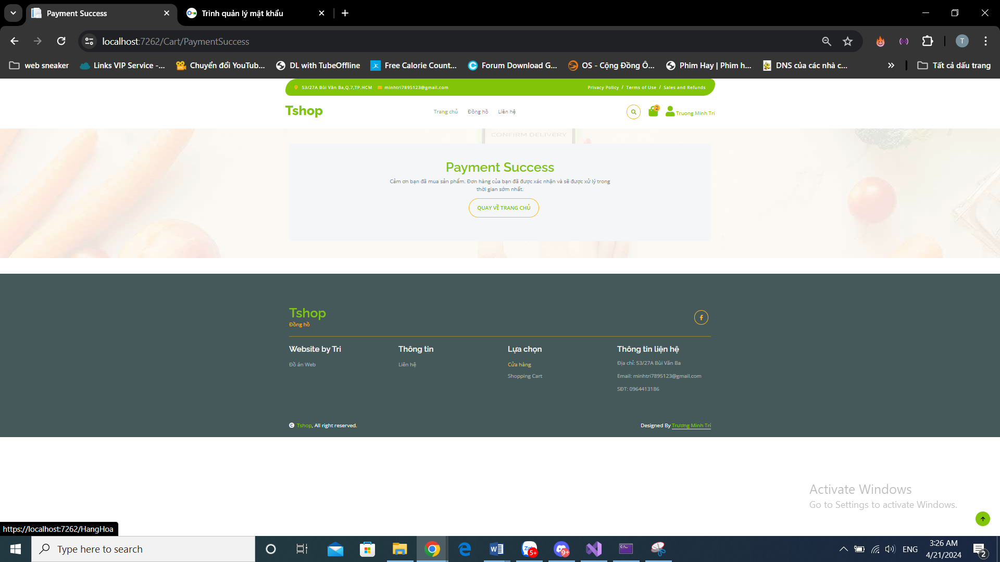 Payment Success
Trình quản lý mật khẩu
localhost:7262/Cart/PaymentSuccess
T
web sneaker
Links VIP Service -...
Chuyển đổi YouTub...
DL with TubeOffline
Free Calorie Count...
Forum Download G...
OS - Cộng Đồng Ô...
Phim Hay | Phim h...
DNS của các nhà c...
Tất cả dấu trang
53/27A Bùi Văn Ba,Q.7,TP.HCM
minhtri7895123@gmail.com
Privacy Policy / Terms of Use / Sales and Refunds
Tshop
Trang chủ
Đồng hồ
Liên hệ
2
Truong Minh Tri
CONFIRM DELIVERY
Payment Success
Cảm ơn bạn đã mua sản phẩm. Đơn hàng của bạn đã được xác nhận và sẽ được xử lý trong
thời gian sớm nhất.
QUAY VỀ TRANG CHỦ
Tshop
Đồng hồ
Website by Tri
Đồ án Web
Thông tin
Liên hệ
Lựa chọn
Cửa hàng
Shopping Cart
Thông tin liên hệ
Địa chỉ: 53/27A Bùi Văn Ba
Email: minhtri7895123@gmail.com
SĐT: 0964413186
Tshop, All right reserved.
Designed By Trương Minh Trí
Activate Windows
Go to Settings to activate Windows.
https://localhost:7262/HangHoa
Type here to search
5+
9+
ENG
3:26 AM
4/21/2024
2